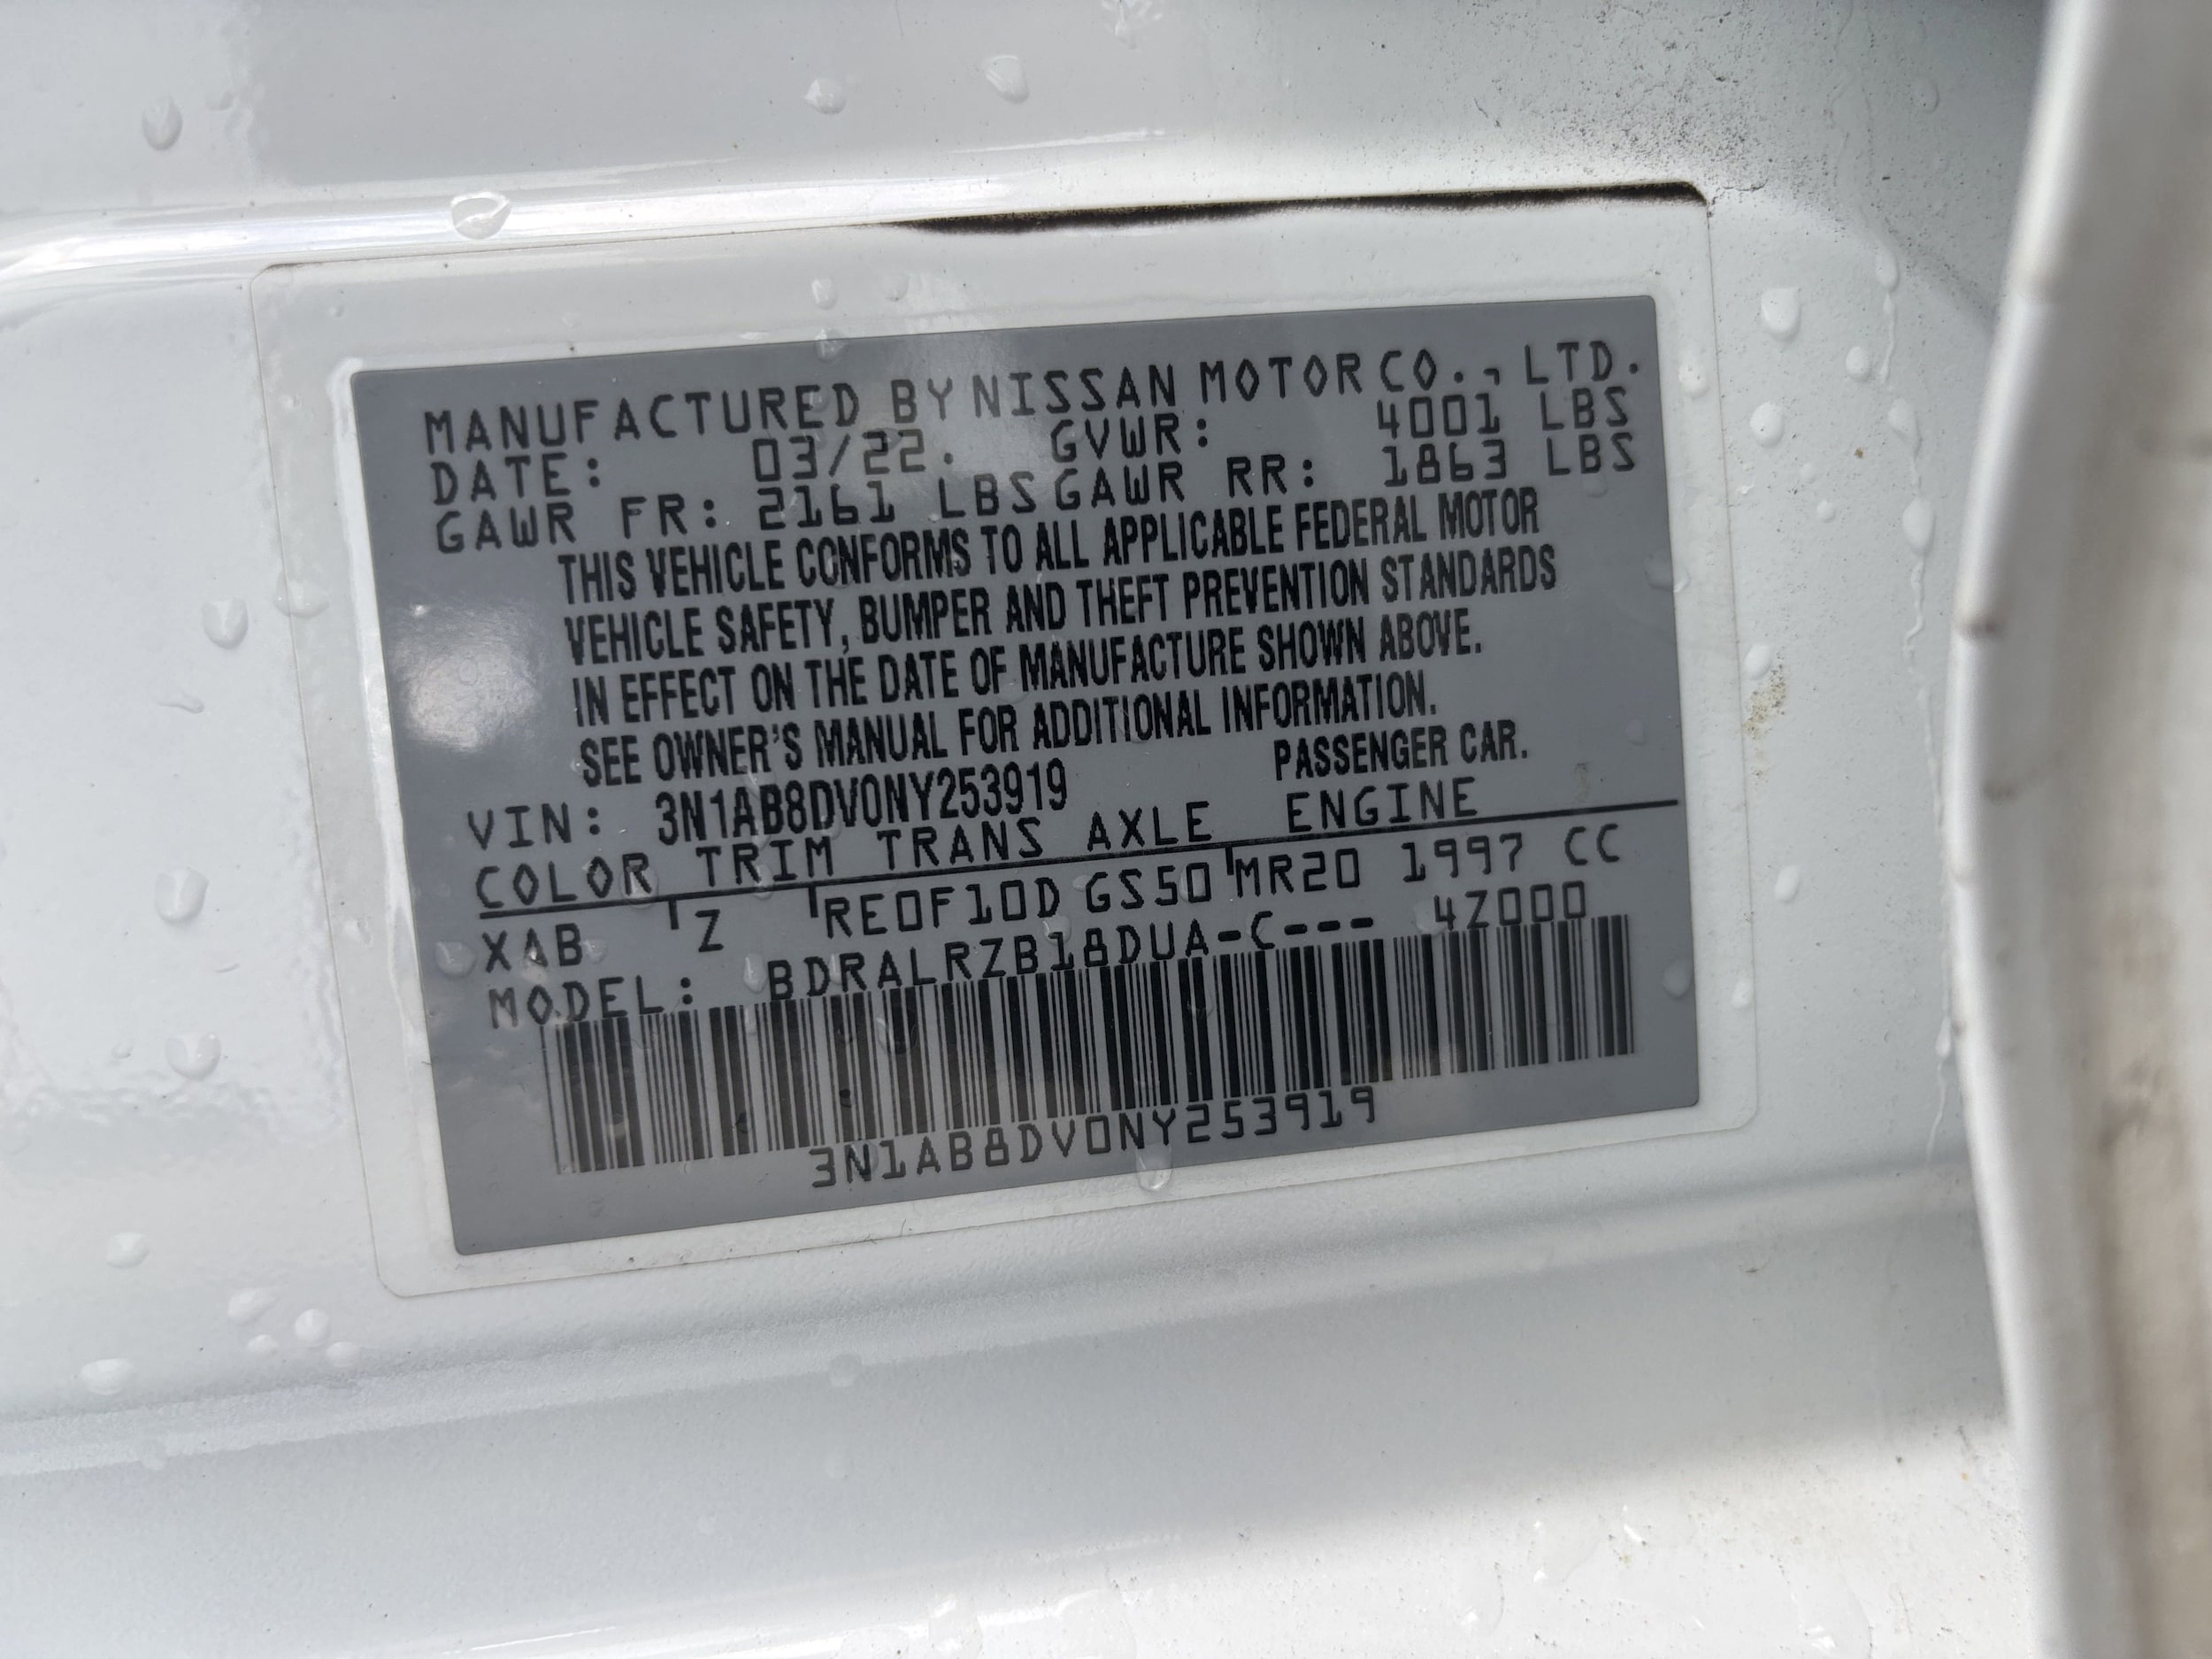 MANUFACTURED BY NISSAN MOTOR CO., LTD.
DATE: 03/22. GVWR: 4001 LBS
GAWR FR: 2161 LBS GAWR RR: 1863 LBS
THIS VEHICLE CONFORMS TO ALL APPLICABLE FEDERAL MOTOR
VEHICLE SAFETY, BUMPER AND THEFT PREVENTION STANDARDS
IN EFFECT ON THE DATE OF MANUFACTURE SHOWN ABOVE.
SEE OWNER'S MANUAL FOR ADDITIONAL INFORMATION.
VIN: 3N1AB8DV0NY253919 PASSENGER CAR.
COLOR TRIM TRANS AXLE ENGINE
XAB Z RE0F10D GS50 MR20 1997 CC
MODEL: BDRALRZB18DUA-C--- 4Z000
3N1AB8DV0NY253919